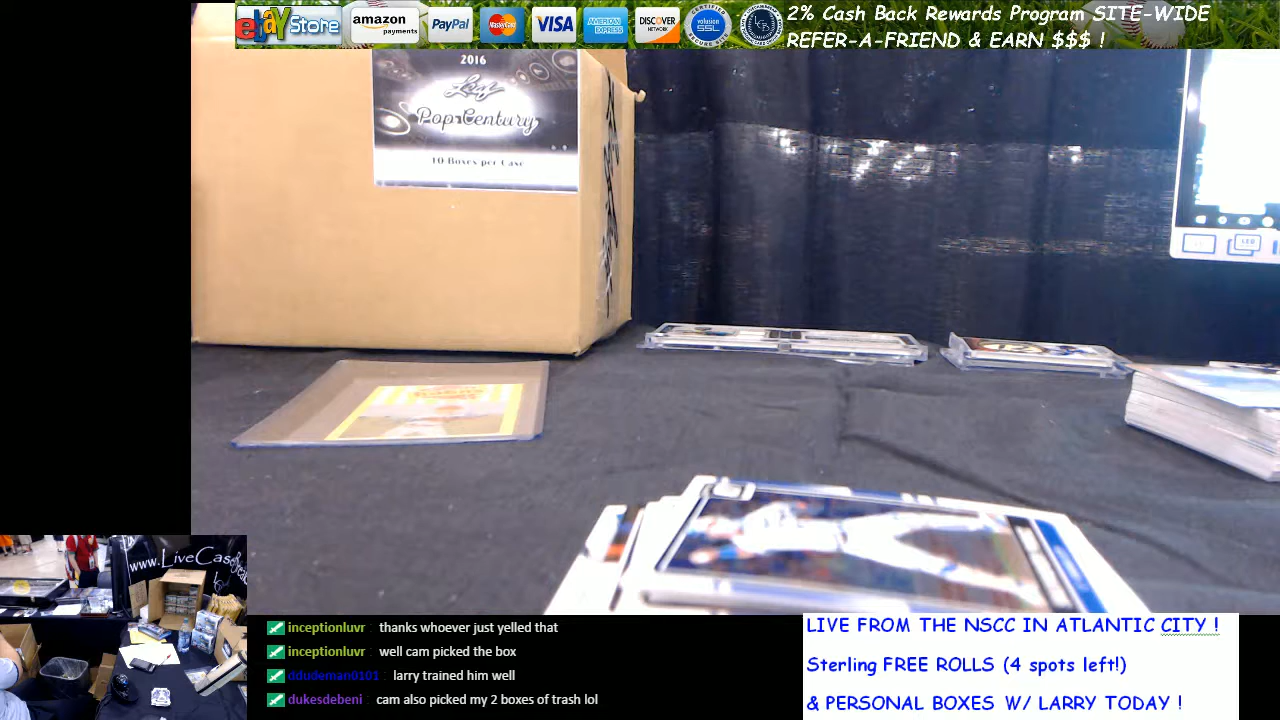 ebay Store
amazon
payments
PayPal
MasterCard
VISA
AMERICAN
EXPRESS
DISCOVER
NETWORK
volusion
SSL
2% Cash Back Rewards Program SITE-WIDE
REFER-A-FRIEND & EARN $$$ !
2016
Leaf
Pop Century
10 Boxes per Case
www.LiveCase
inceptionluvr : thanks whoever just yelled that
inceptionluvr : well cam picked the box
ddudeman0101 : larry trained him well
dukesdebeni : cam also picked my 2 boxes of trash lol
LIVE FROM THE NSCC IN ATLANTIC CITY !
Sterling FREE ROLLS (4 spots left!)
& PERSONAL BOXES W/ LARRY TODAY !